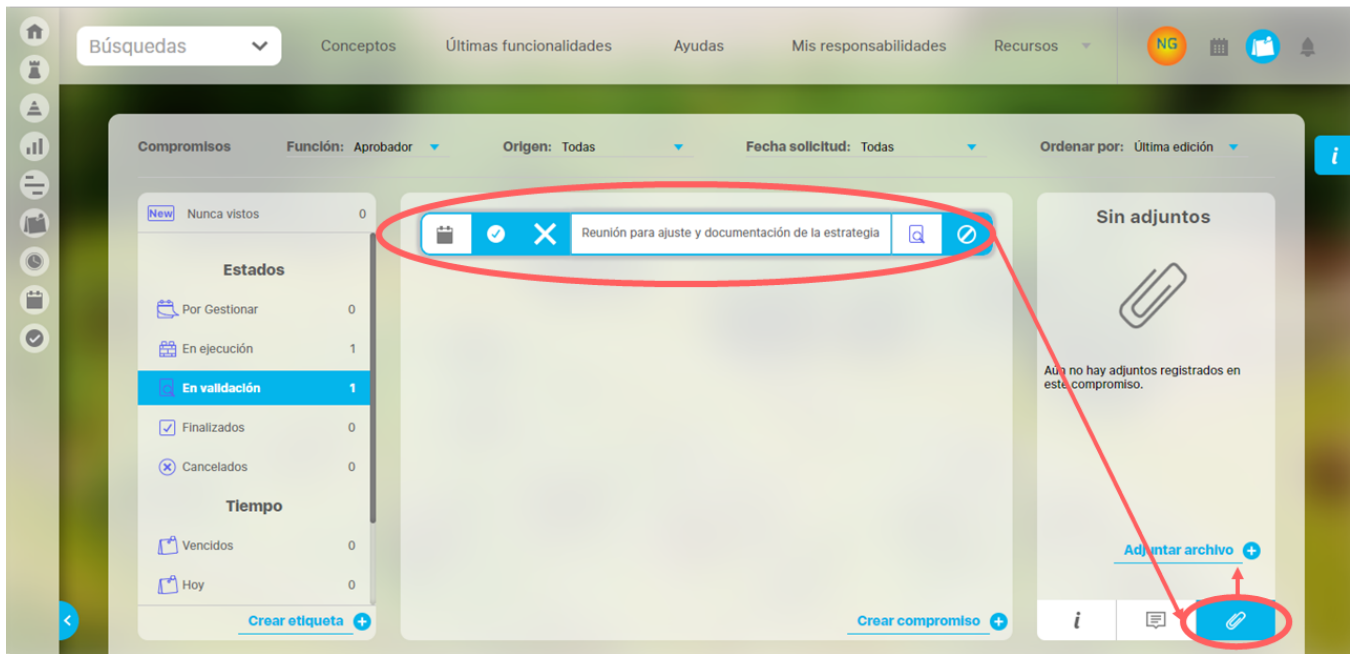 Búsquedas
Conceptos
Últimas funcionalidades
Ayudas
Mis responsabilidades
Recursos
NG
Compromisos
Función: Aprobador
Origen: Todas
Fecha solicitud: Todas
Ordenar por: Última edición
i
New Nunca vistos 0
Estados
Por Gestionar 0
En ejecución 1
En validación 1
Finalizados 0
Cancelados 0
Tiempo
Vencidos 0
Hoy 0
Crear etiqueta
Reunión para ajuste y documentación de la estrategia
Crear compromiso
Sin adjuntos
Aún no hay adjuntos registrados en
este compromiso.
Adjuntar archivo
i